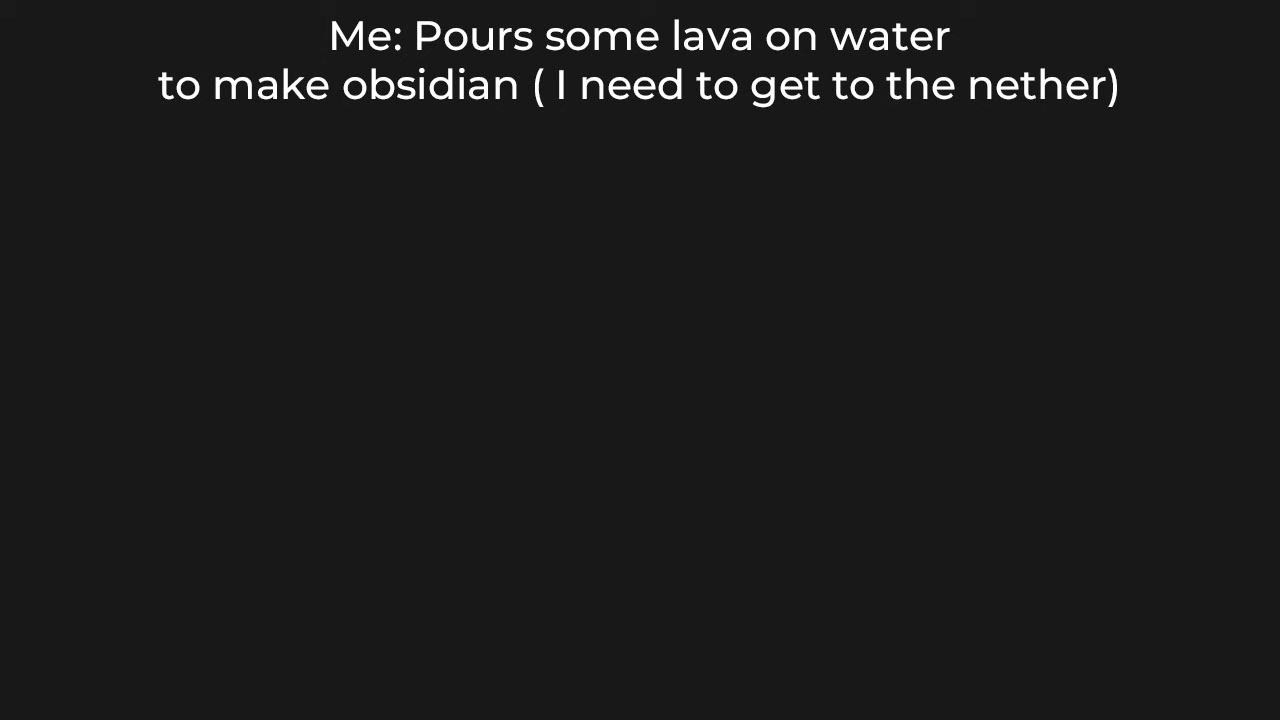 Me: Pours some lava on water
to make obsidian ( I need to get to the nether)